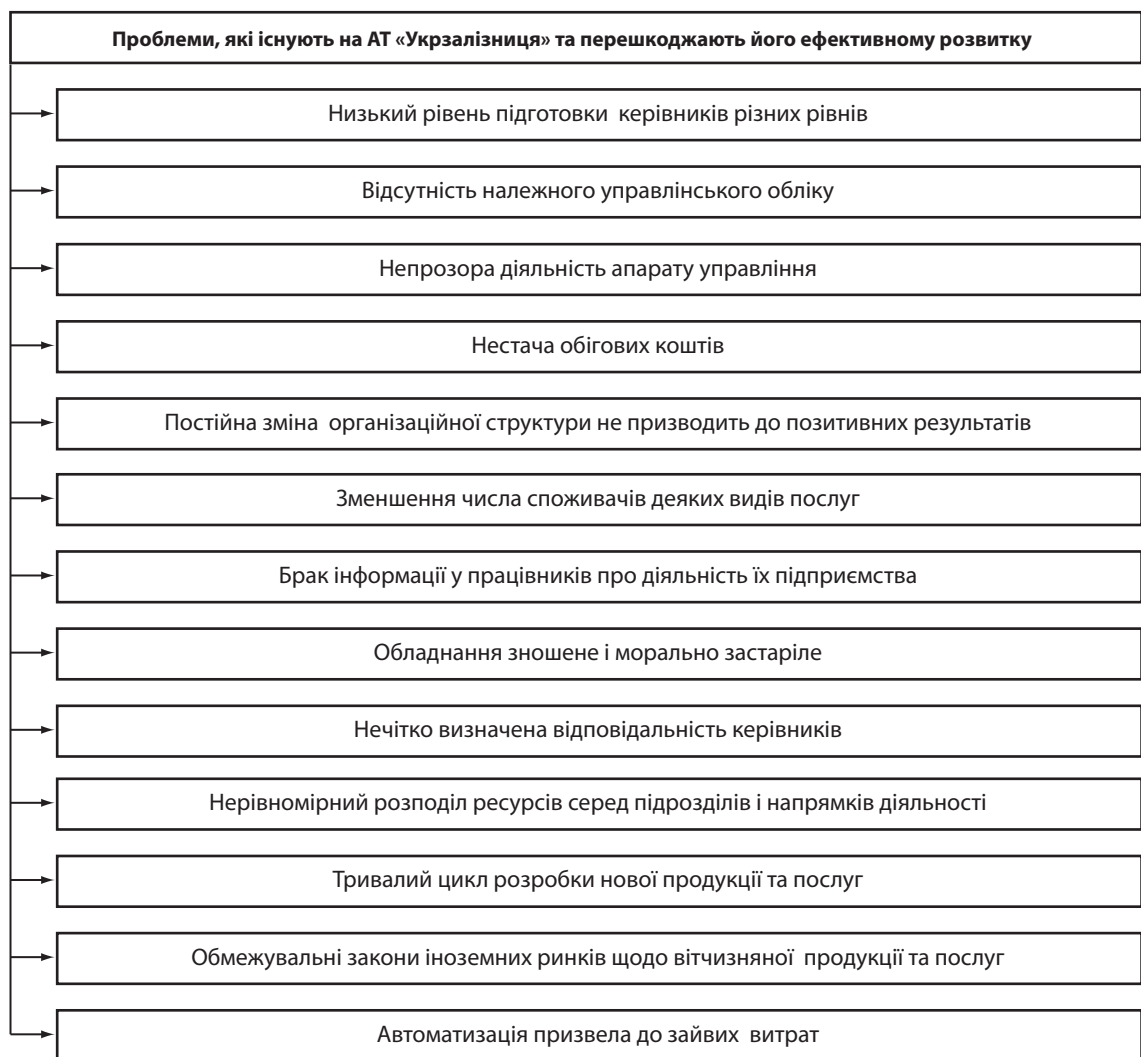 Проблеми, які існують на АТ «Укрзалізниця» та перешкоджають його ефективному розвитку
Низький рівень підготовки керівників різних рівнів
Відсутність належного управлінського обліку
Непрозора діяльність апарату управління
Нестача обігових коштів
Постійна зміна організаційної структури не призводить до позитивних результатів
Зменшення числа споживачів деяких видів послуг
Брак інформації у працівників про діяльність їх підприємства
Обладнання зношене і морально застаріле
Нечітко визначена відповідальність керівників
Нерівномірний розподіл ресурсів серед підрозділів і напрямків діяльності
Тривалий цикл розробки нової продукції та послуг
Обмежувальні закони іноземних ринків щодо вітчизняної продукції та послуг
Автоматизація призвела до зайвих витрат